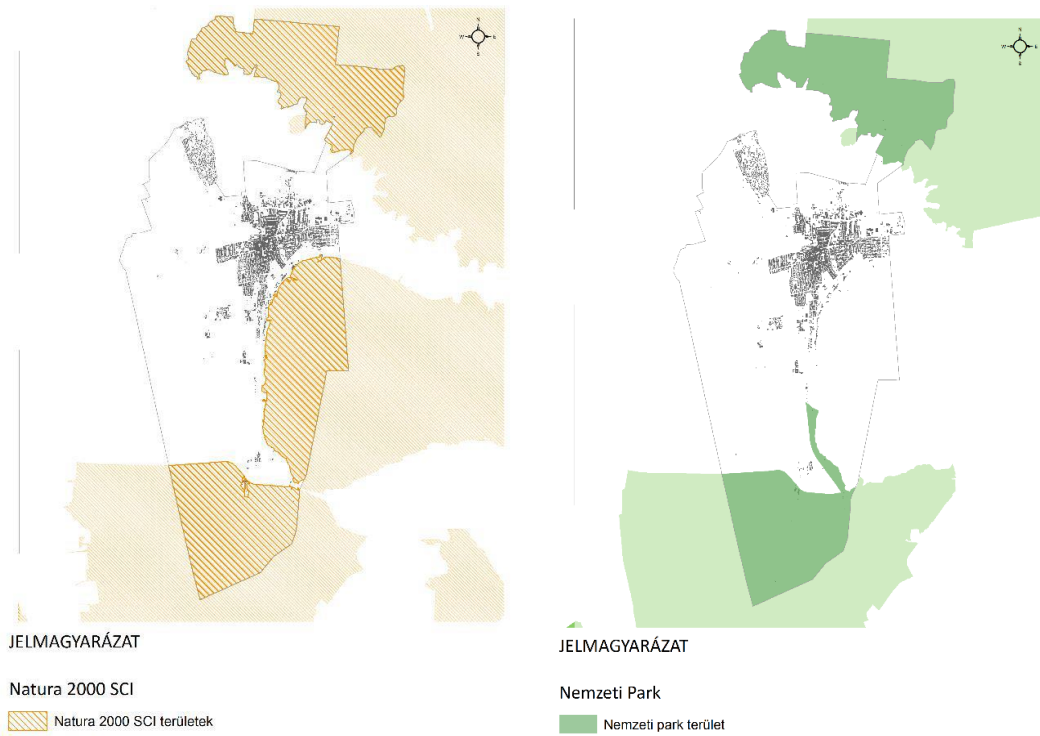 N
W E
S
N
W E
S
JELMAGYARÁZAT
Natura 2000 SCI
Natura 2000 SCI területek
JELMAGYARÁZAT
Nemzeti Park
Nemzeti park terület